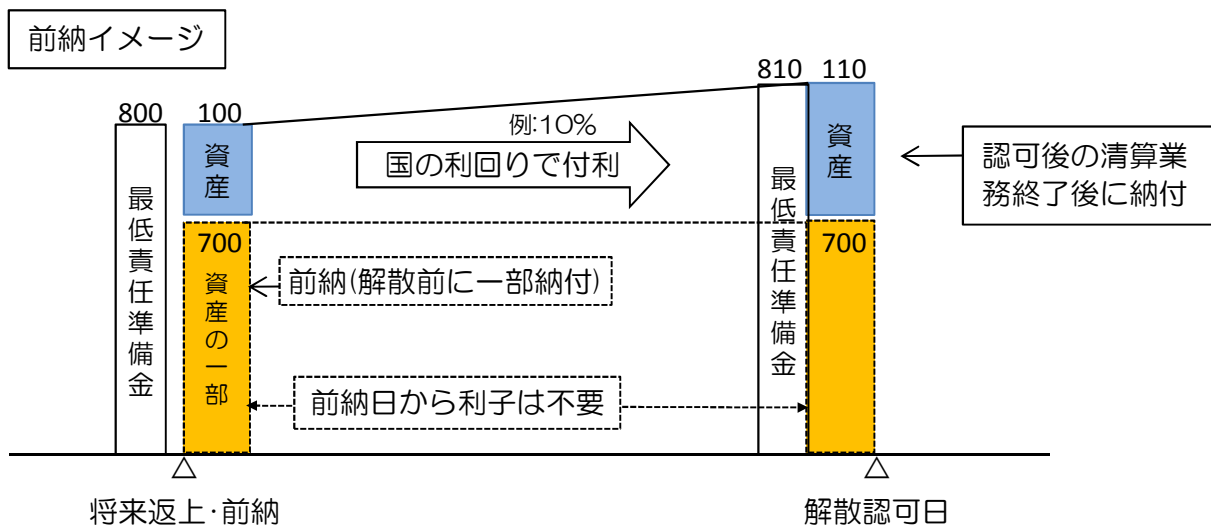 前納イメージ
800
100
810
110
例:10%
国の利回りで付利
資産
資産
認可後の清算業
務終了後に納付
最低責任準備金
最低責任準備金
700
700
資産の一部
前納(解散前に一部納付)
前納日から利子は不要
△
△
将来返上･前納
解散認可日